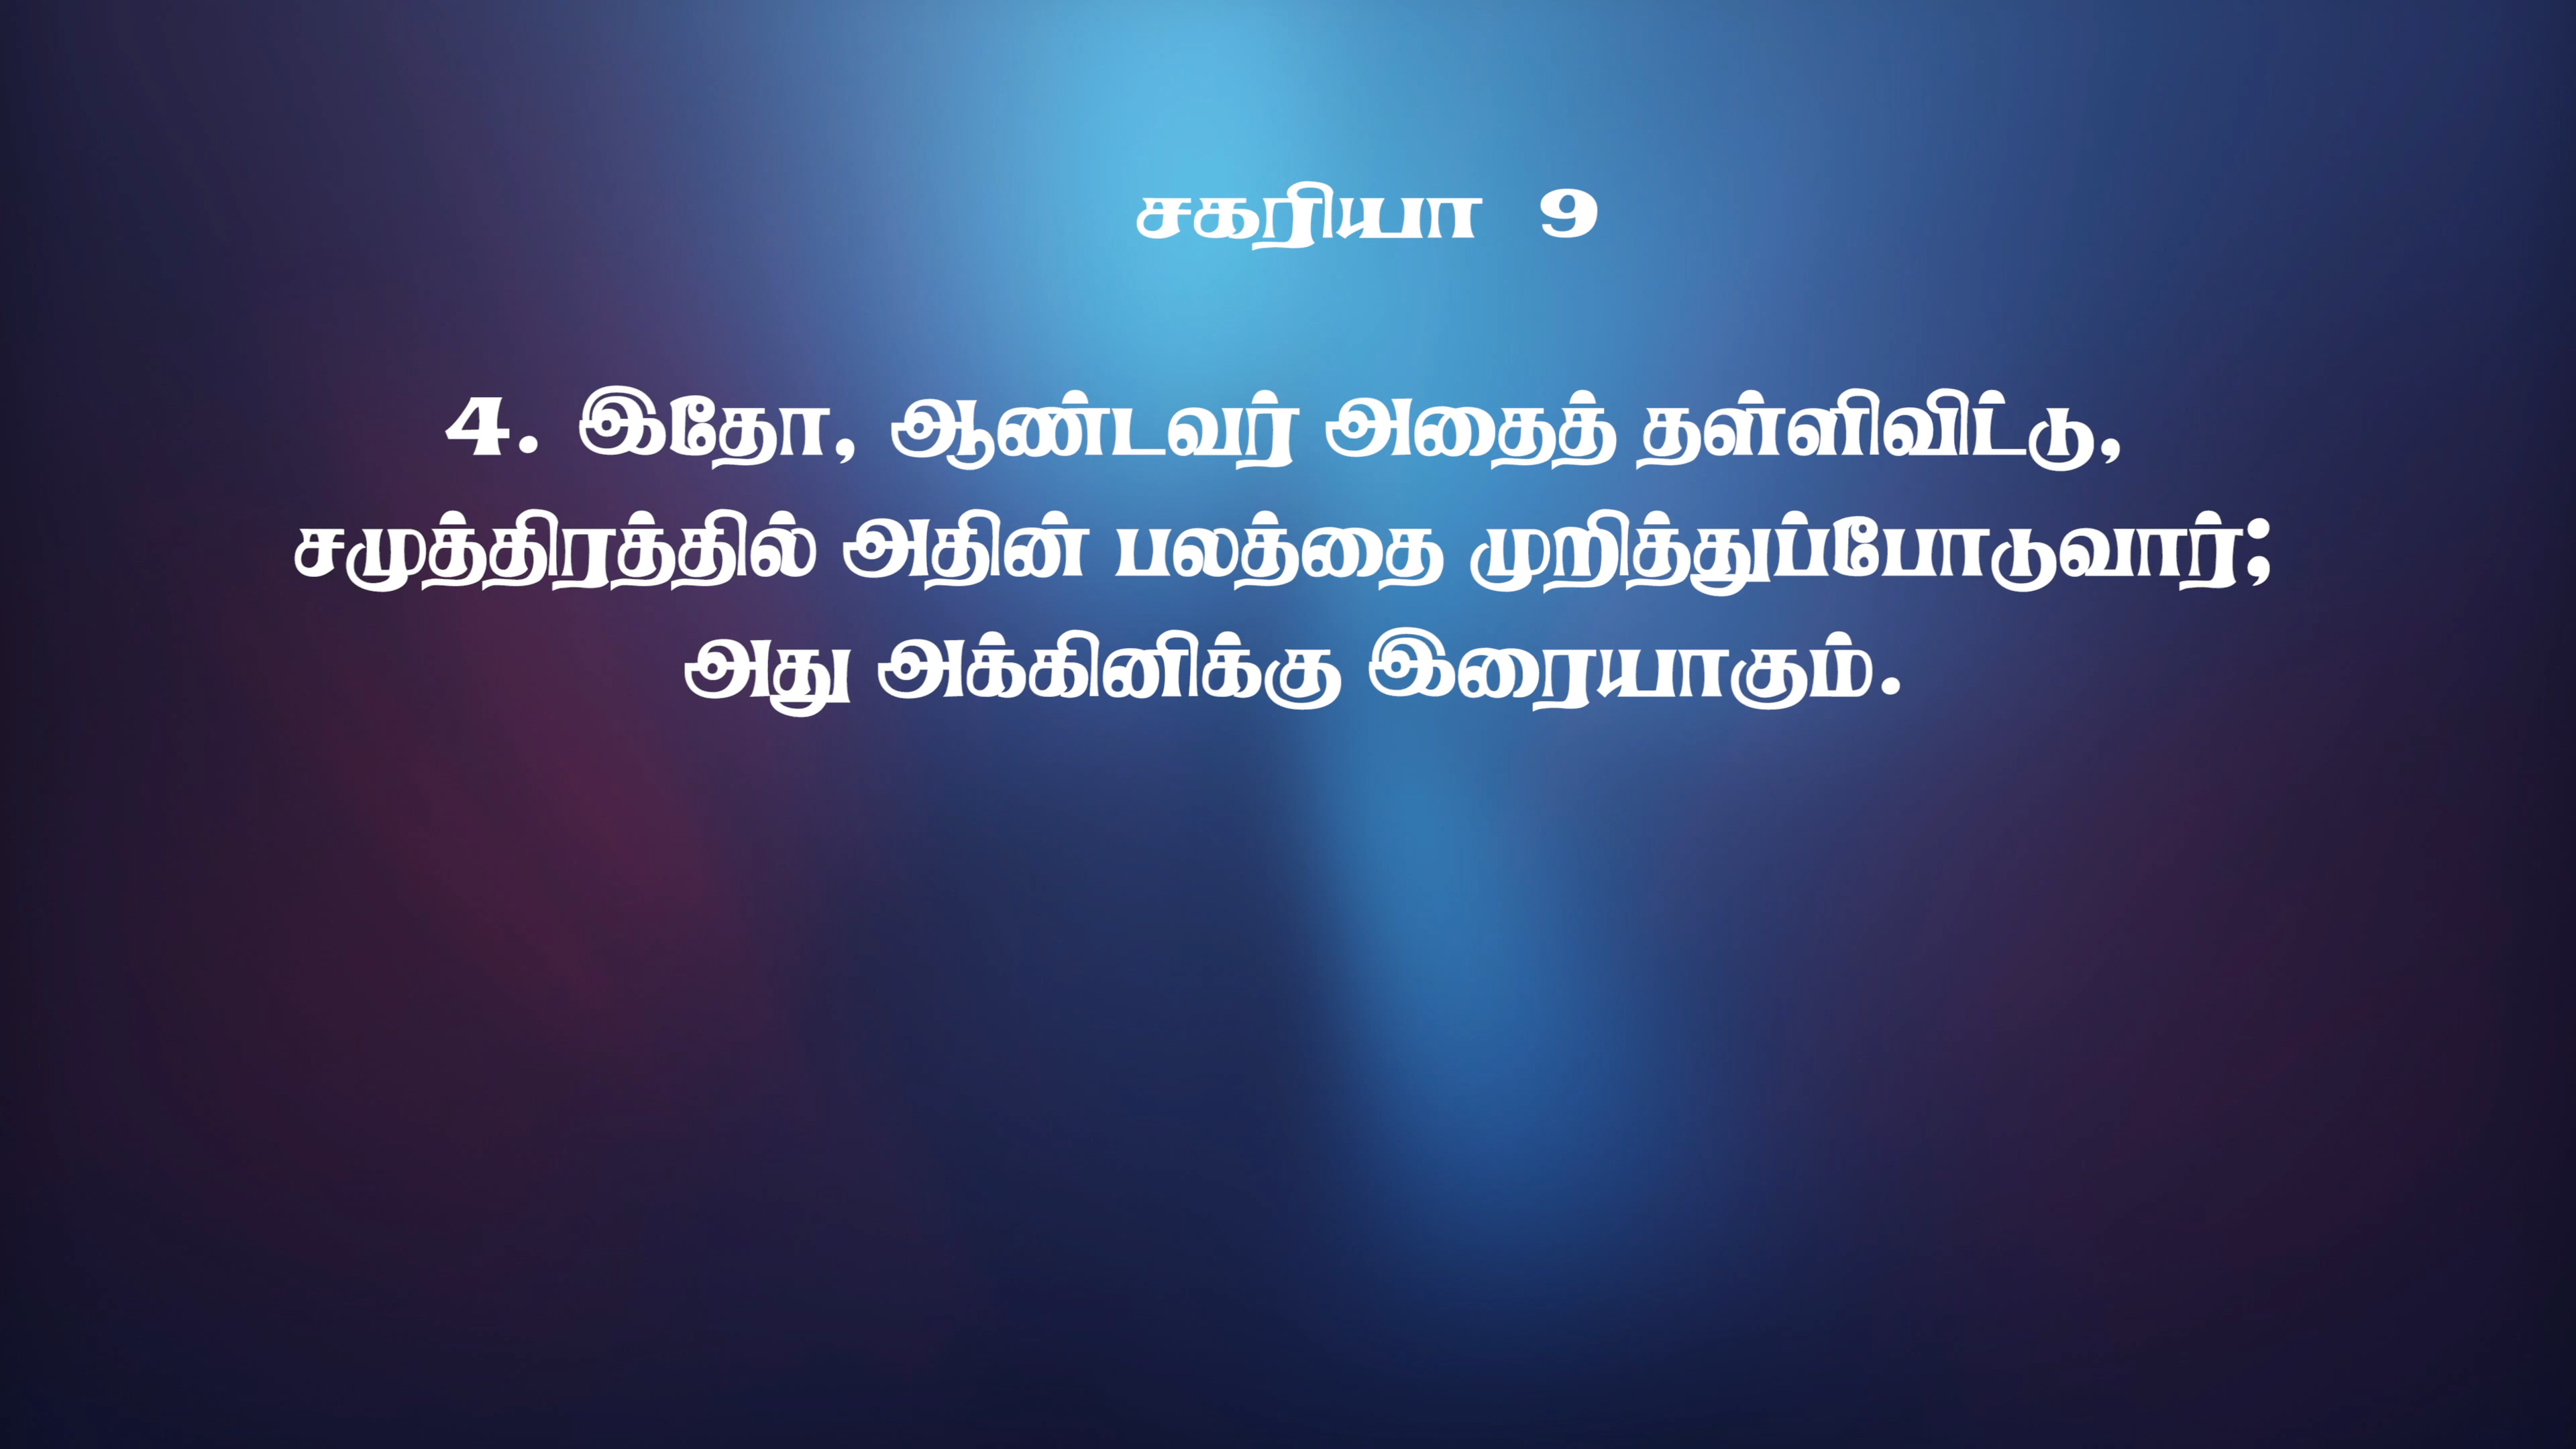 சகரியா 9
4. இதோ, ஆண்டவர் அதைத் தள்ளிவிட்டு,
சமுத்திரத்தில் அதின் பலத்தை முறித்துப்போடுவார்;
அது அக்கினிக்கு இரையாகும்.